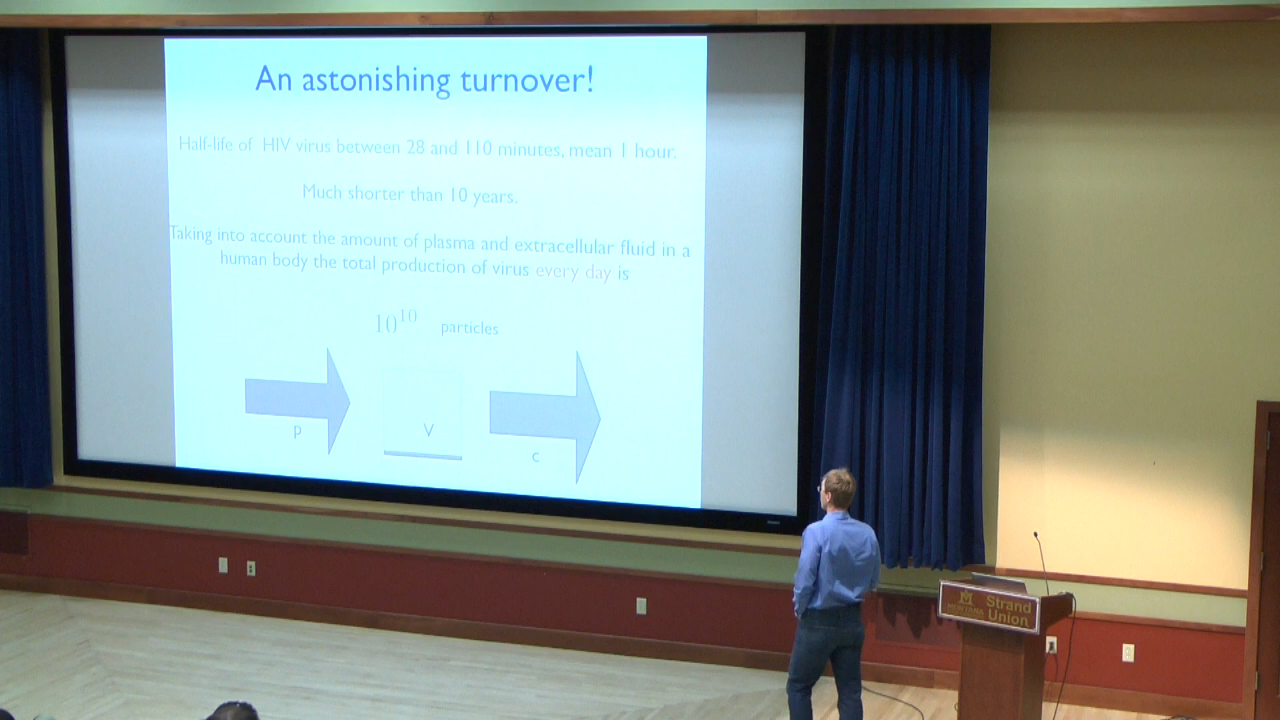 An astonishing turnover!
Half-life of HIV virus between 28 and 110 minutes, mean 1 hour.
Much shorter than 10 years.
Taking into account the amount of plasma and extracellular fluid in a
human body the total production of virus every day is
10^10 particles
P
V
c
M
MONTANA
Strand
Union